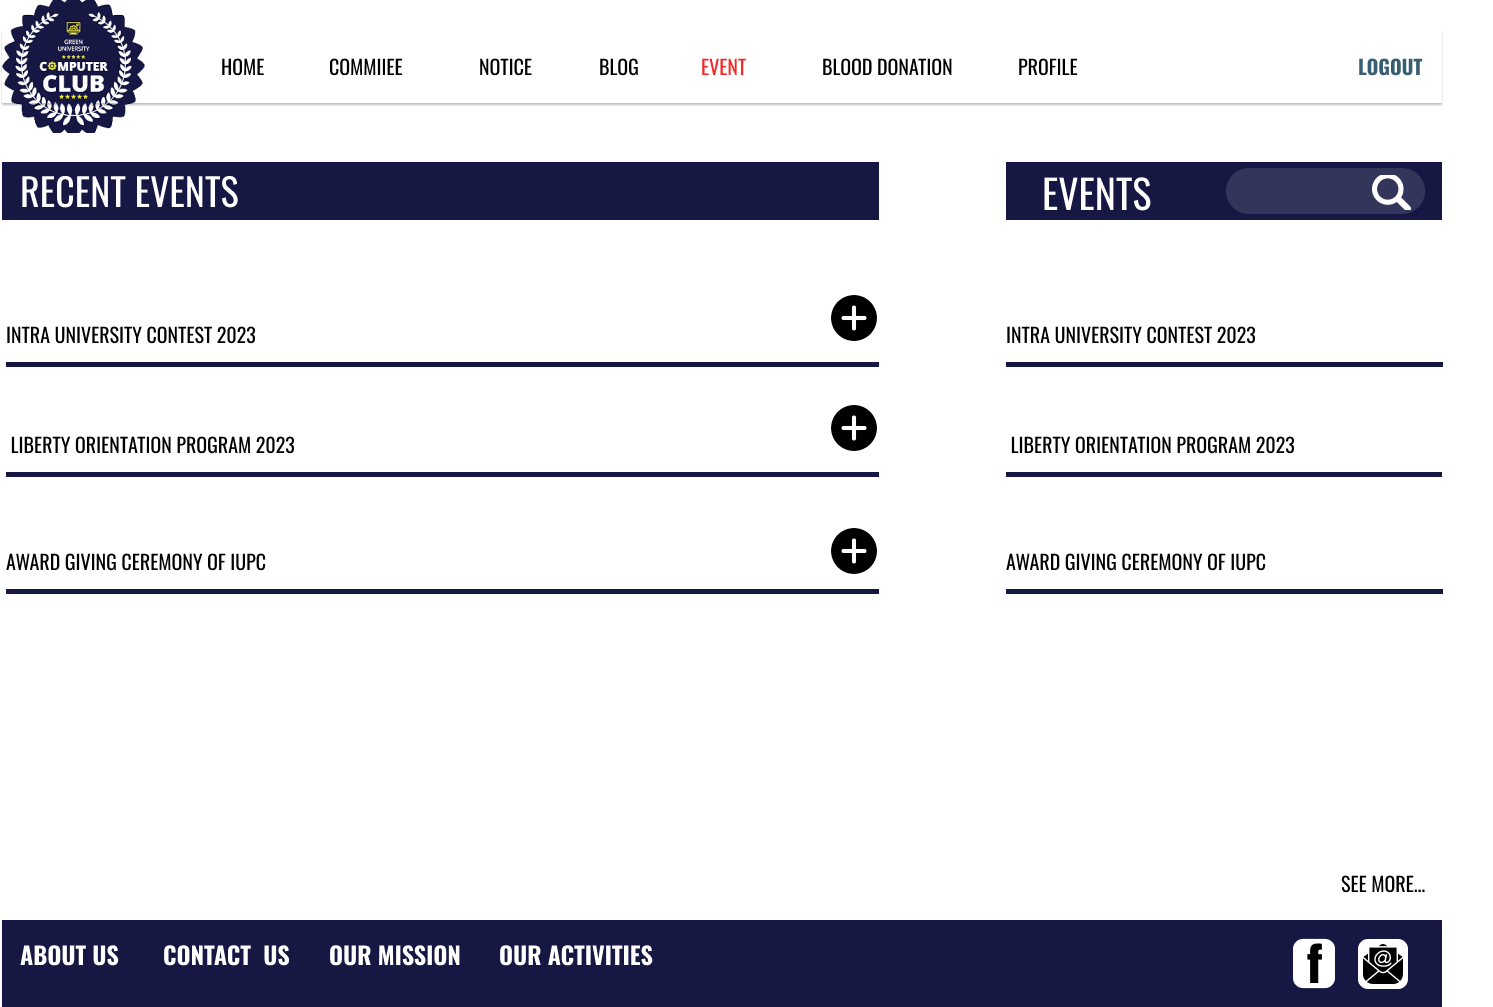 GREEN
UNIVERSITY
COMPUTER
CLUB
HOME COMMIIEE NOTICE BLOG EVENT BLOOD DONATION PROFILE LOGOUT
RECENT EVENTS
INTRA UNIVERSITY CONTEST 2023
LIBERTY ORIENTATION PROGRAM 2023
AWARD GIVING CEREMONY OF IUPC
EVENTS
INTRA UNIVERSITY CONTEST 2023
LIBERTY ORIENTATION PROGRAM 2023
AWARD GIVING CEREMONY OF IUPC
SEE MORE...
ABOUT US CONTACT US OUR MISSION OUR ACTIVITIES